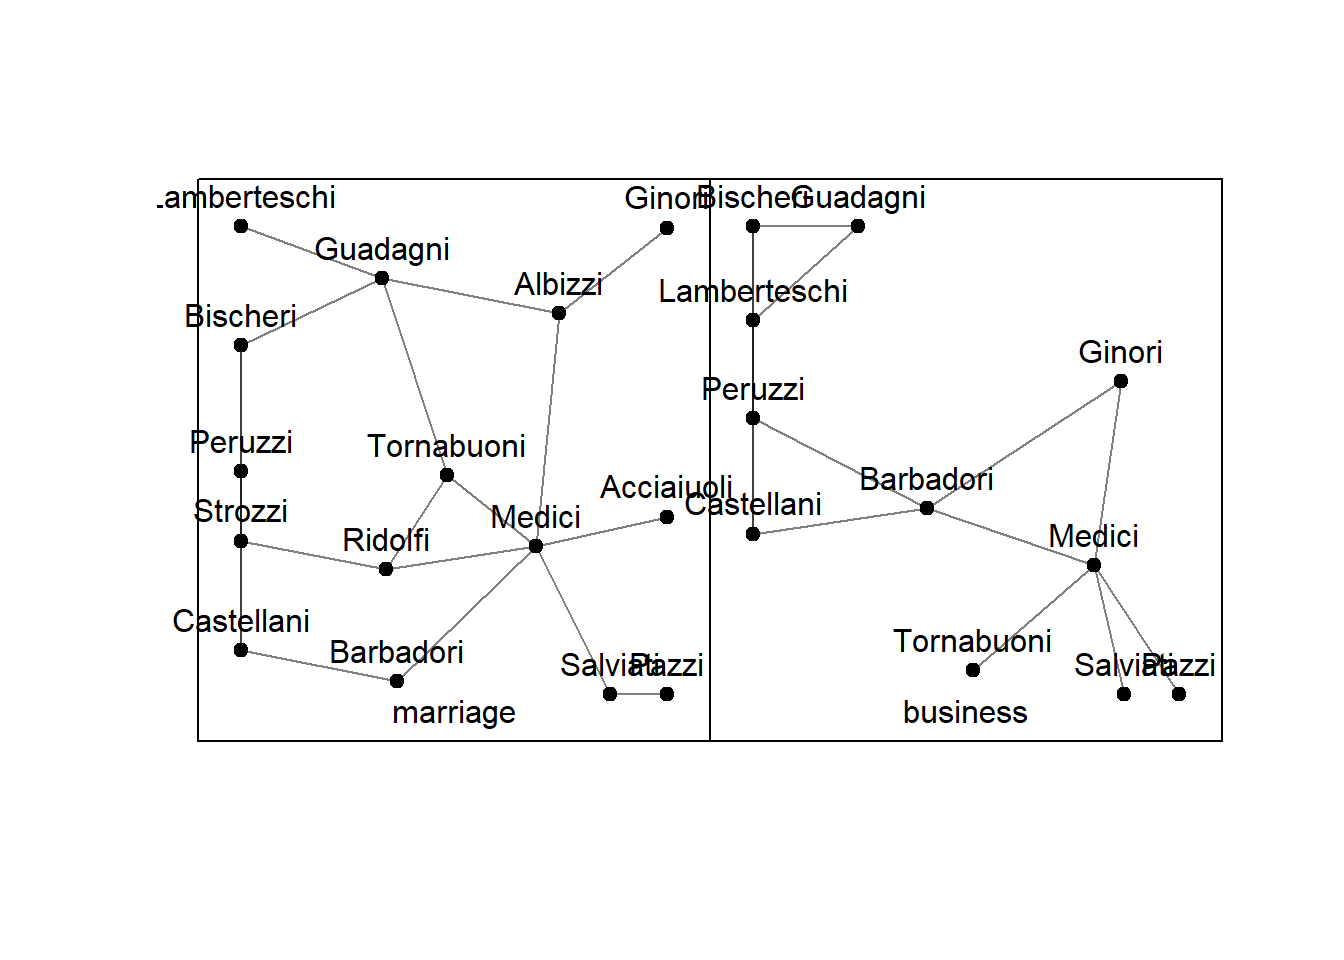 Lamberteschi
Guadagni
Ginori
Albizzi
Bischeri
Peruzzi
Tornabuoni
Strozzi
Ridolfi
Medici
Acciaiuoli
Castellani
Barbadori
Salviati
Pazzi
marriage
Bischeri
Guadagni
Lamberteschi
Ginori
Peruzzi
Barbadori
Castellani
Medici
Tornabuoni
Salviati
Pazzi
business